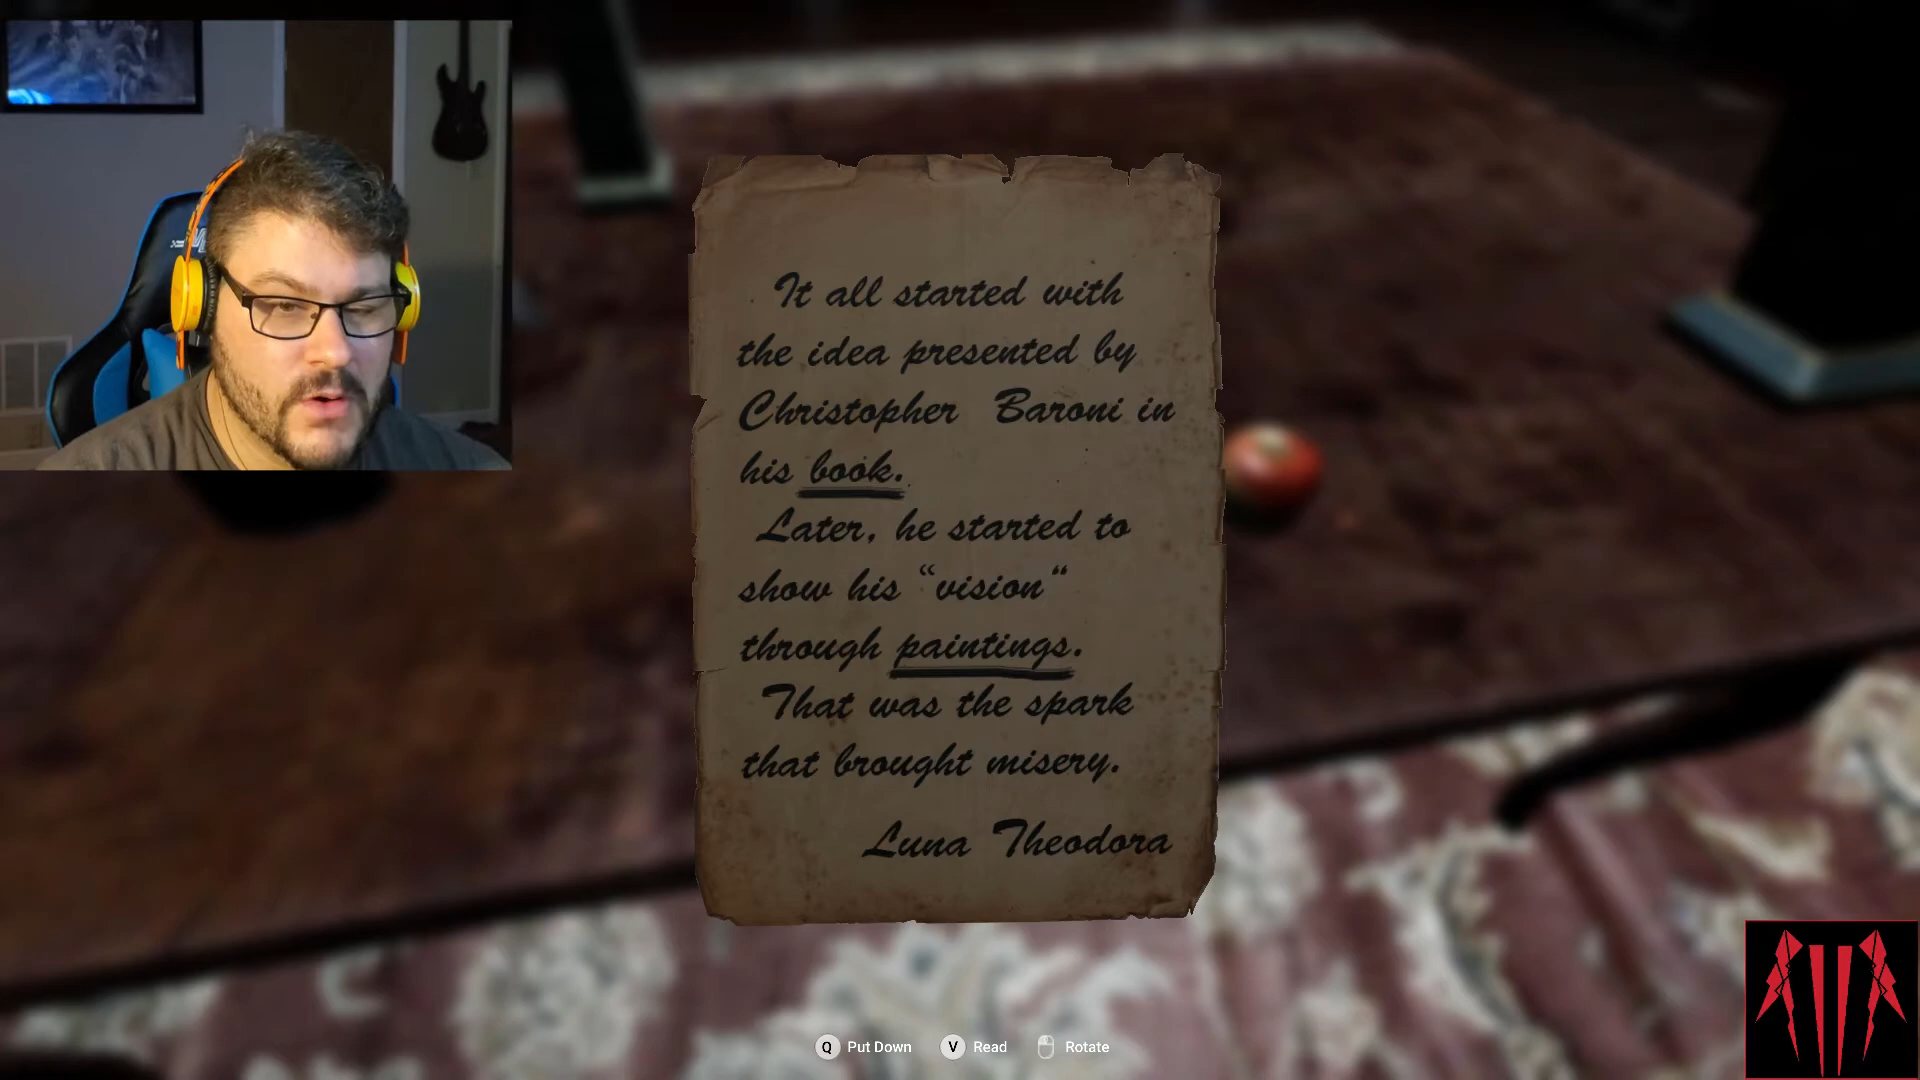 It all started with
the idea presented by
Christopher Baroni in
his book.
Later, he started to
show his “vision“
through paintings.
That was the spark
that brought misery.
Luna Theodora
Q Put Down V Read Rotate